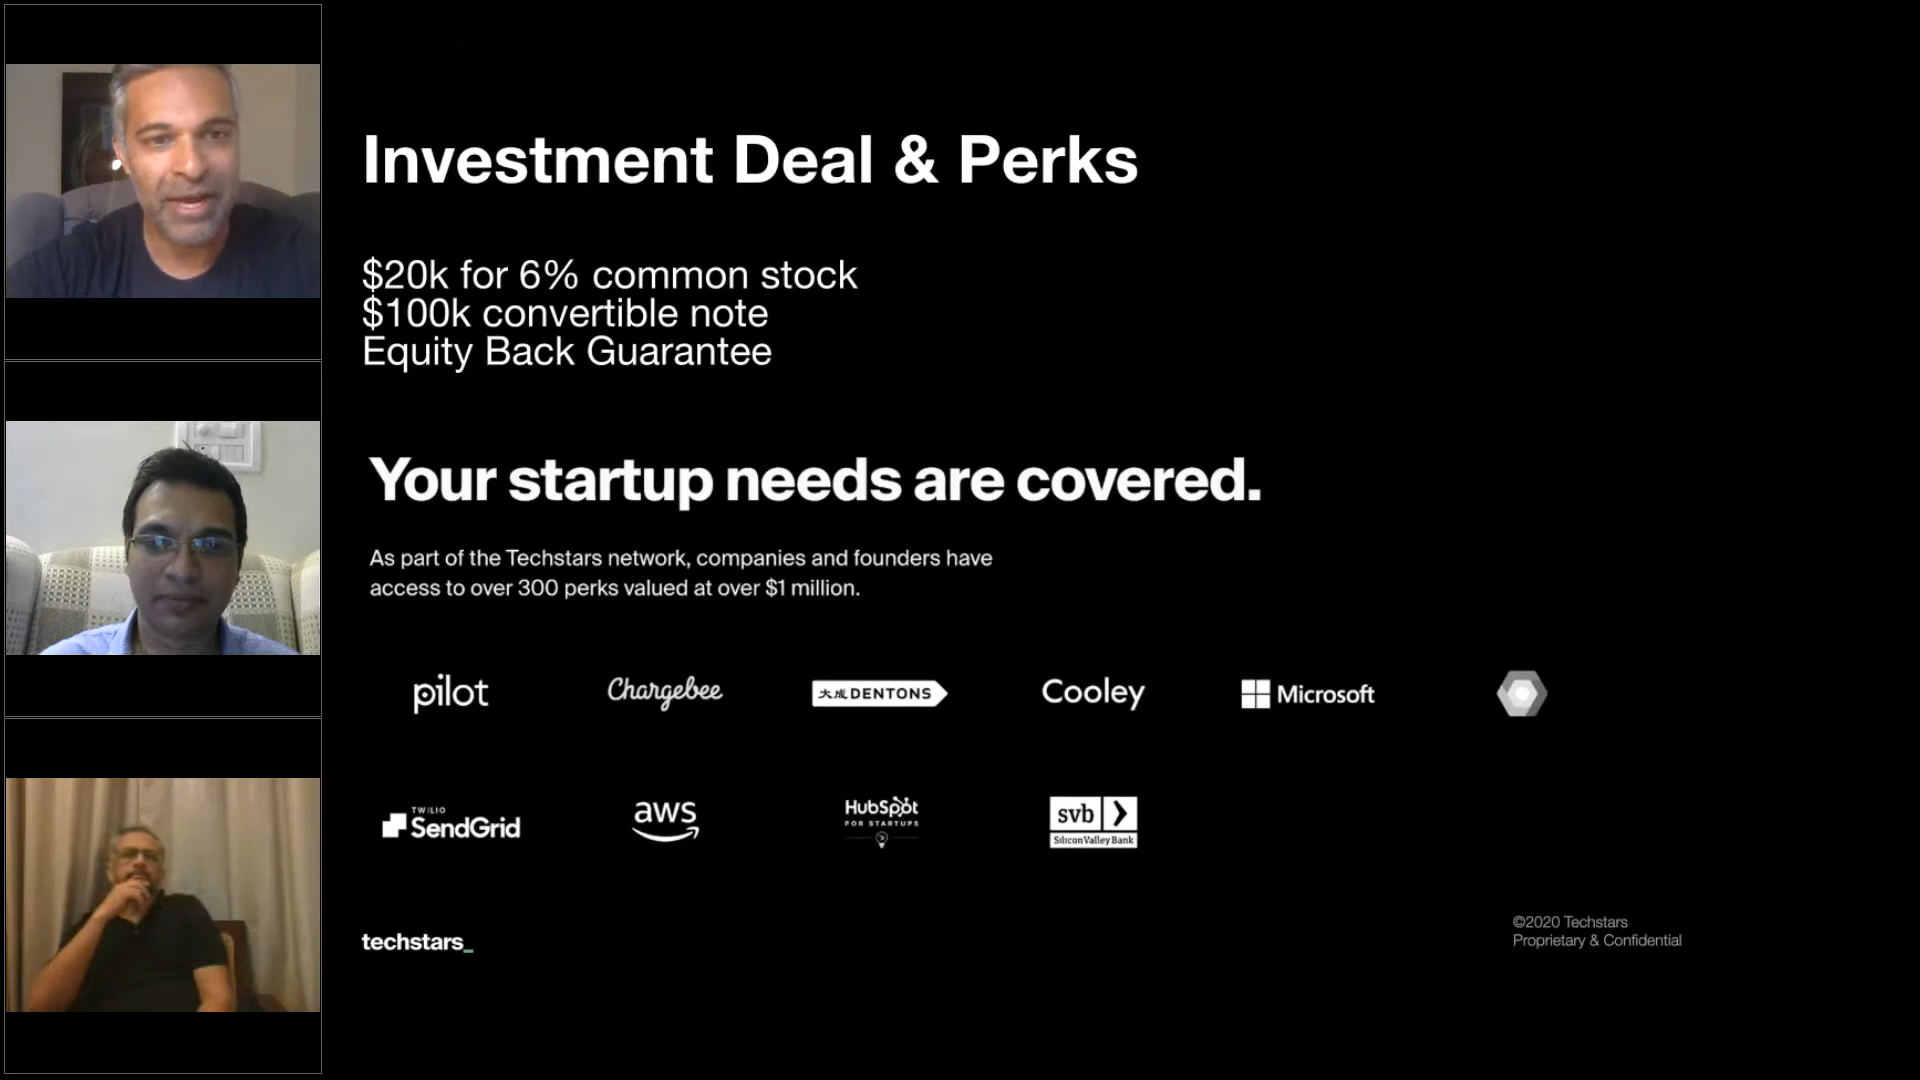 Investment Deal & Perks
$20k for 6% common stock
$100k convertible note
Equity Back Guarantee
Your startup needs are covered.
As part of the Techstars network, companies and founders have
access to over 300 perks valued at over $1 million.
pilot
Chargebee
大成 DENTONS
Cooley
Microsoft
TWILIO
SendGrid
aws
HubSpot
FOR STARTUPS
svb
Silicon Valley Bank
techstars_
©2020 Techstars
Proprietary & Confidential